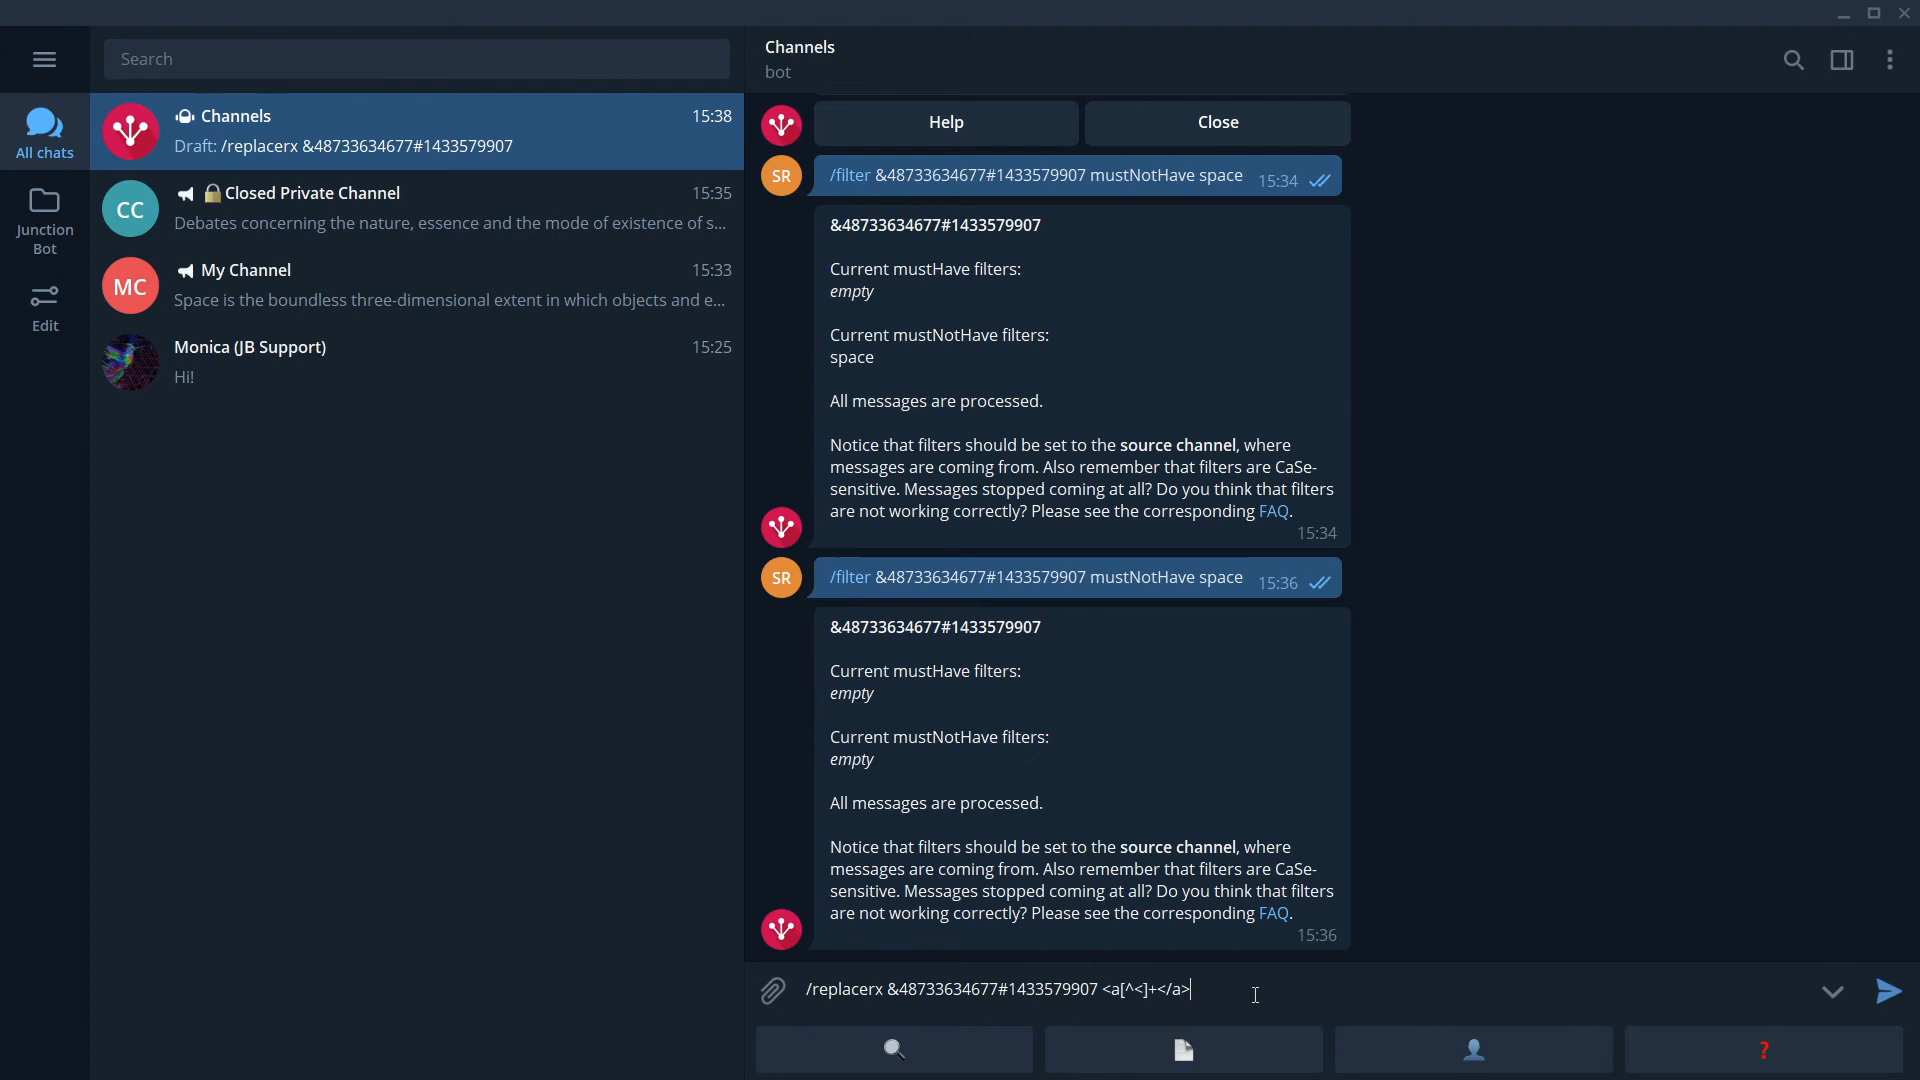 Search
All chats
Junction
Bot
Edit
Channels
15:38
Draft: /replacerx &48733634677#1433579907
CC
Closed Private Channel
15:35
Debates concerning the nature, essence and the mode of existence of s...
MC
My Channel
15:33
Space is the boundless three-dimensional extent in which objects and e...
Monica (JB Support)
15:25
Hi!
Channels
bot
Help
Close
SR
/filter &48733634677#1433579907 mustNotHave space
15:34
&48733634677#1433579907
Current mustHave filters:
empty
Current mustNotHave filters:
space
All messages are processed.
Notice that filters should be set to the source channel, where
messages are coming from. Also remember that filters are CaSe-
sensitive. Messages stopped coming at all? Do you think that filters
are not working correctly? Please see the corresponding FAQ.
15:34
SR
/filter &48733634677#1433579907 mustNotHave space
15:36
&48733634677#1433579907
Current mustHave filters:
empty
Current mustNotHave filters:
empty
All messages are processed.
Notice that filters should be set to the source channel, where
messages are coming from. Also remember that filters are CaSe-
sensitive. Messages stopped coming at all? Do you think that filters
are not working correctly? Please see the corresponding FAQ.
15:36
/replacerx &48733634677#1433579907 <a[^<]+</a>
?